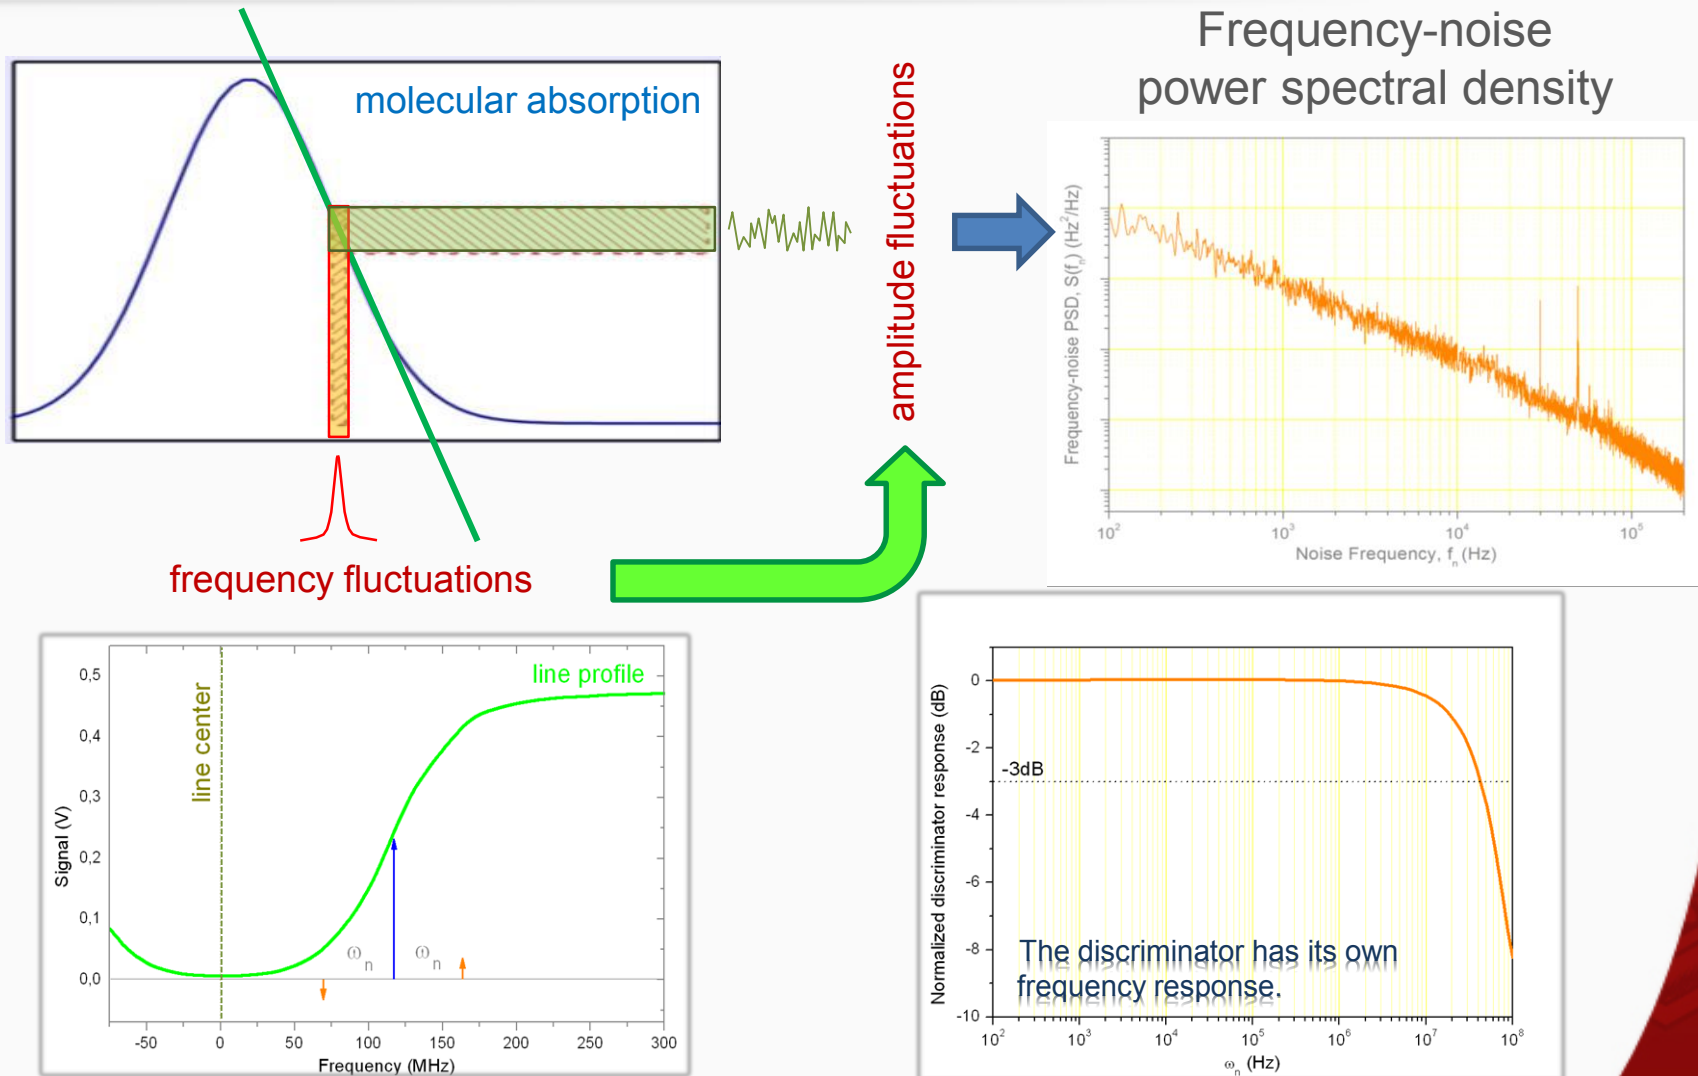 Frequency-noise
power spectral density
molecular absorption
amplitude fluctuations
frequency fluctuations
Frequency-noise PSD, S(fₙ) (Hz²/Hz)
10² 10³ 10⁴ 10⁵
Noise Frequency, fₙ (Hz)
line profile
line center
Signal (V)
0,5
0,4
0,3
0,2
0,1
0,0
ωₙ ωₙ
-50 0 50 100 150 200 250 300
Frequency (MHz)
Normalized discriminator response (dB)
0
-2
-3dB
-4
-6
-8
-10
The discriminator has its own
frequency response.
10² 10³ 10⁴ 10⁵ 10⁶ 10⁷ 10⁸
ωₙ (Hz)